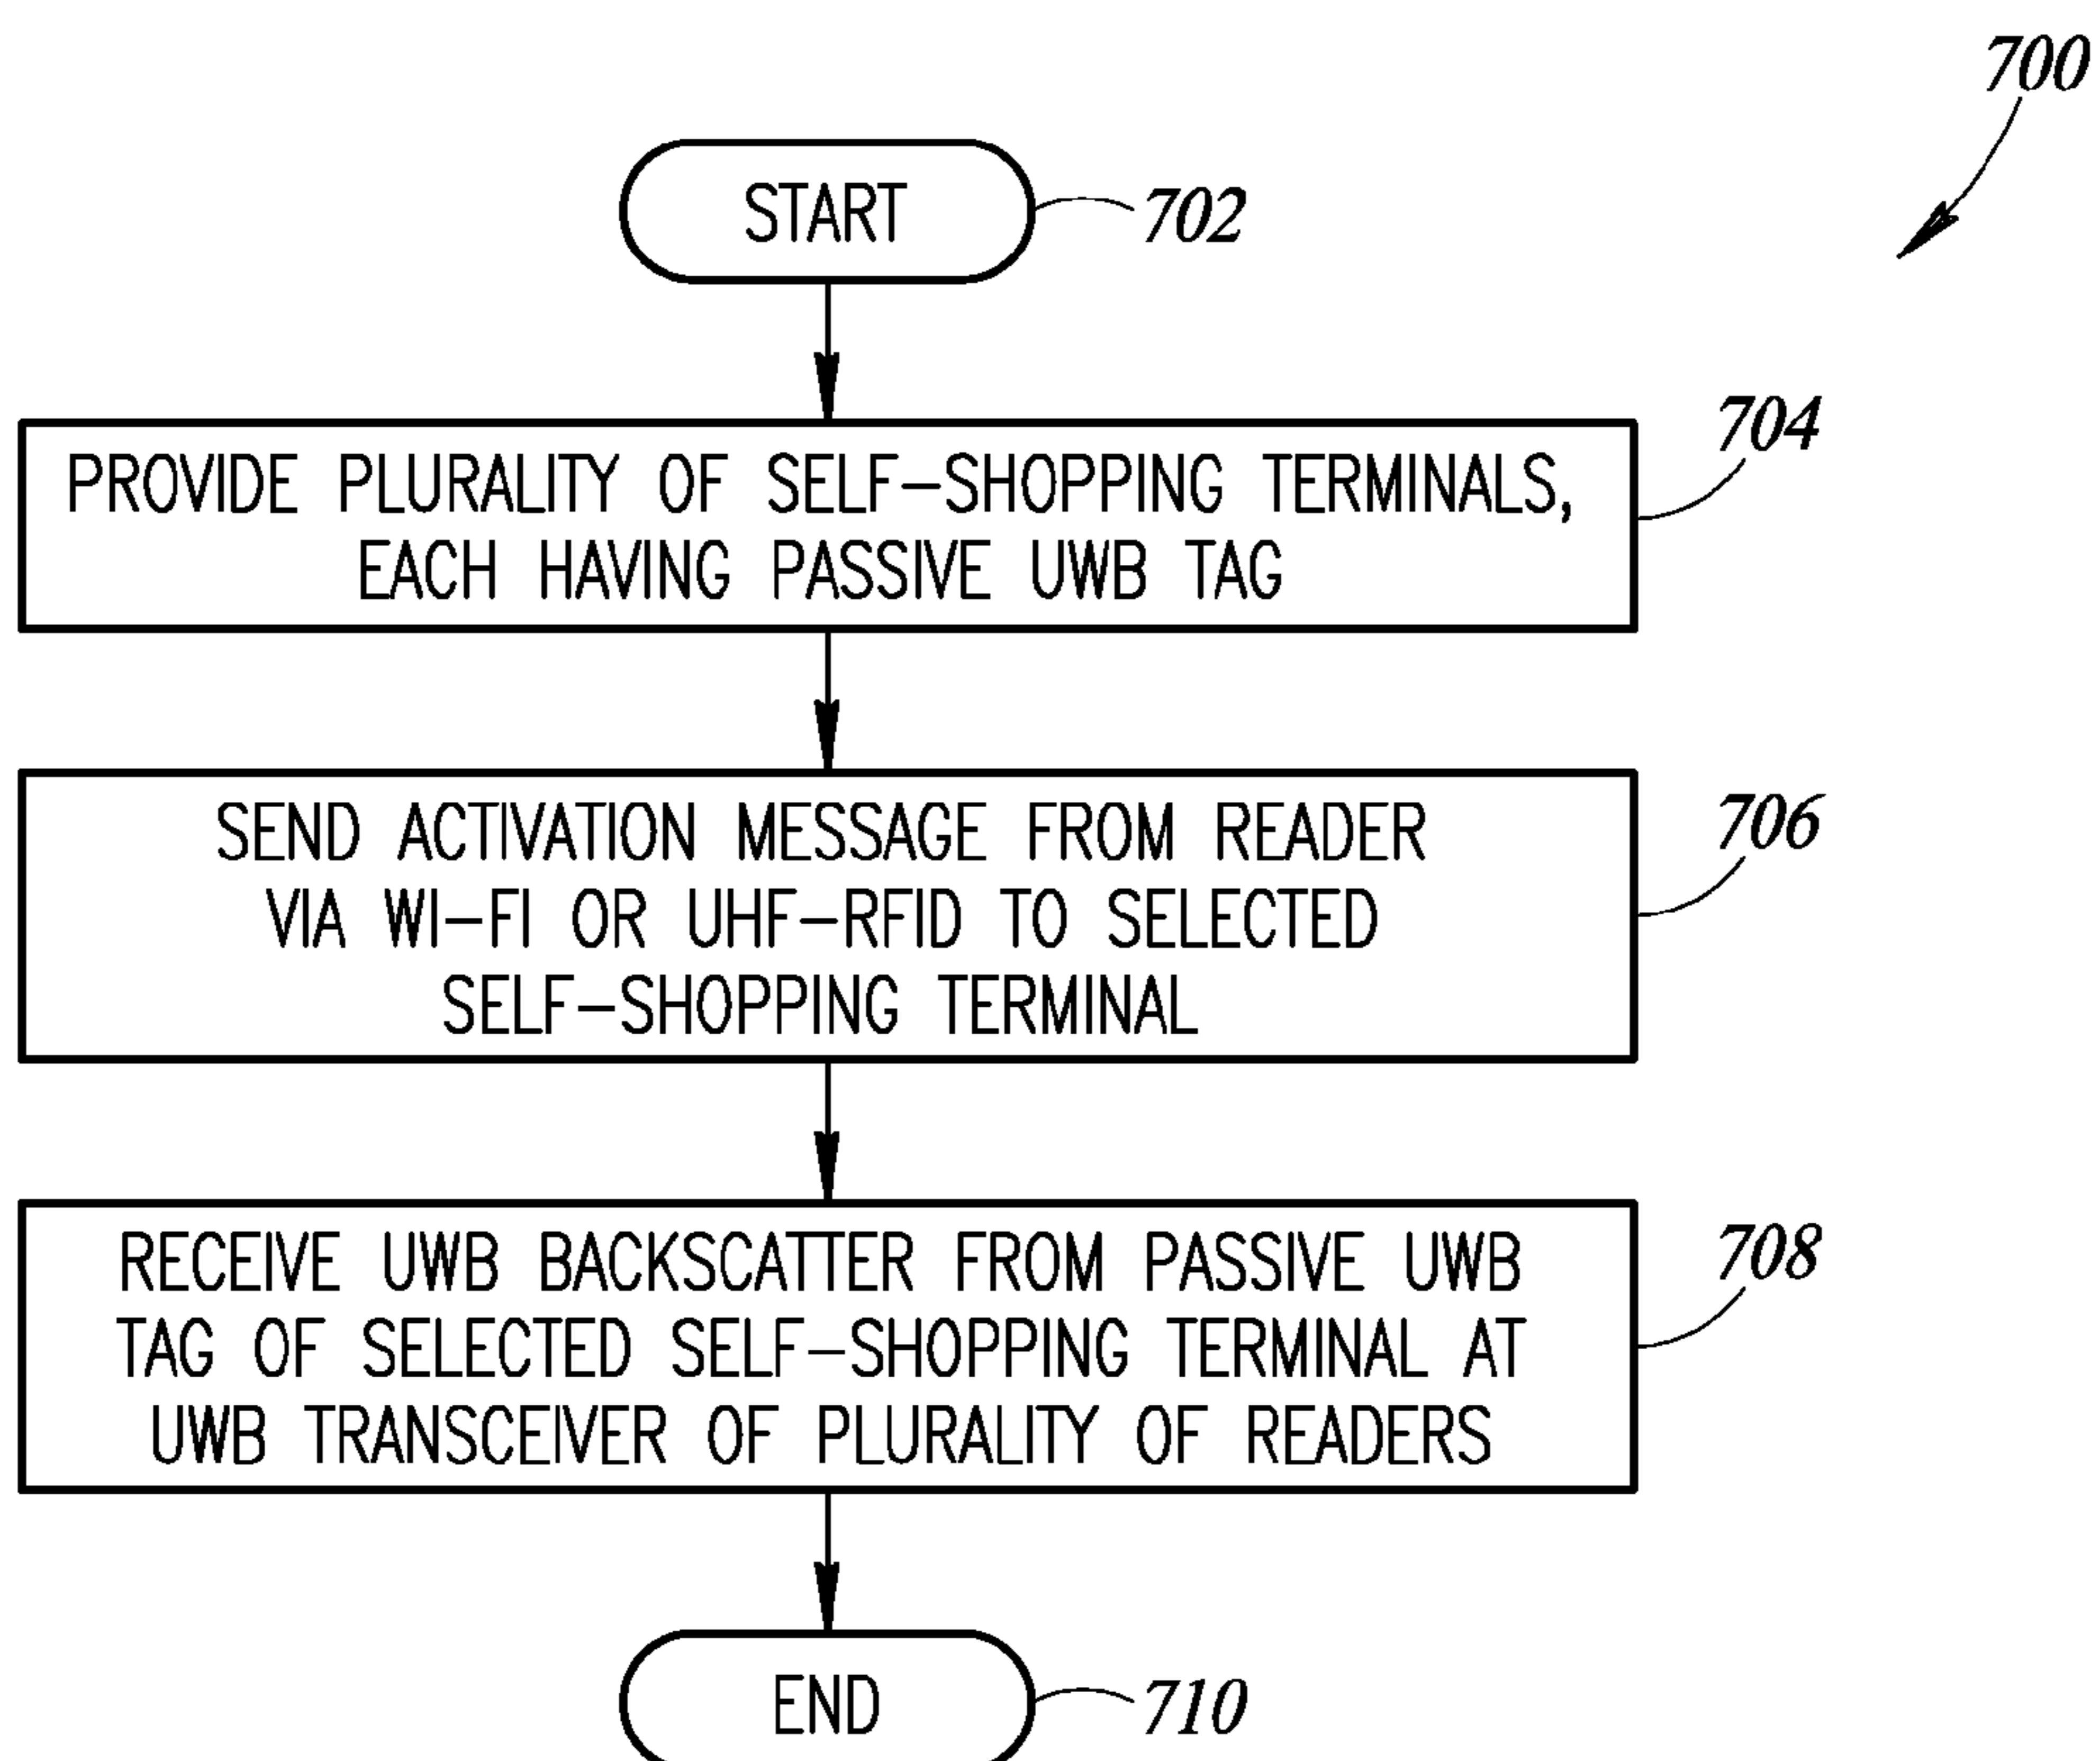 700
START
702
PROVIDE PLURALITY OF SELF-SHOPPING TERMINALS,
EACH HAVING PASSIVE UWB TAG
704
SEND ACTIVATION MESSAGE FROM READER
VIA WI-FI OR UHF-RFID TO SELECTED
SELF-SHOPPING TERMINAL
706
RECEIVE UWB BACKSCATTER FROM PASSIVE UWB
TAG OF SELECTED SELF-SHOPPING TERMINAL AT
UWB TRANSCEIVER OF PLURALITY OF READERS
708
END
710